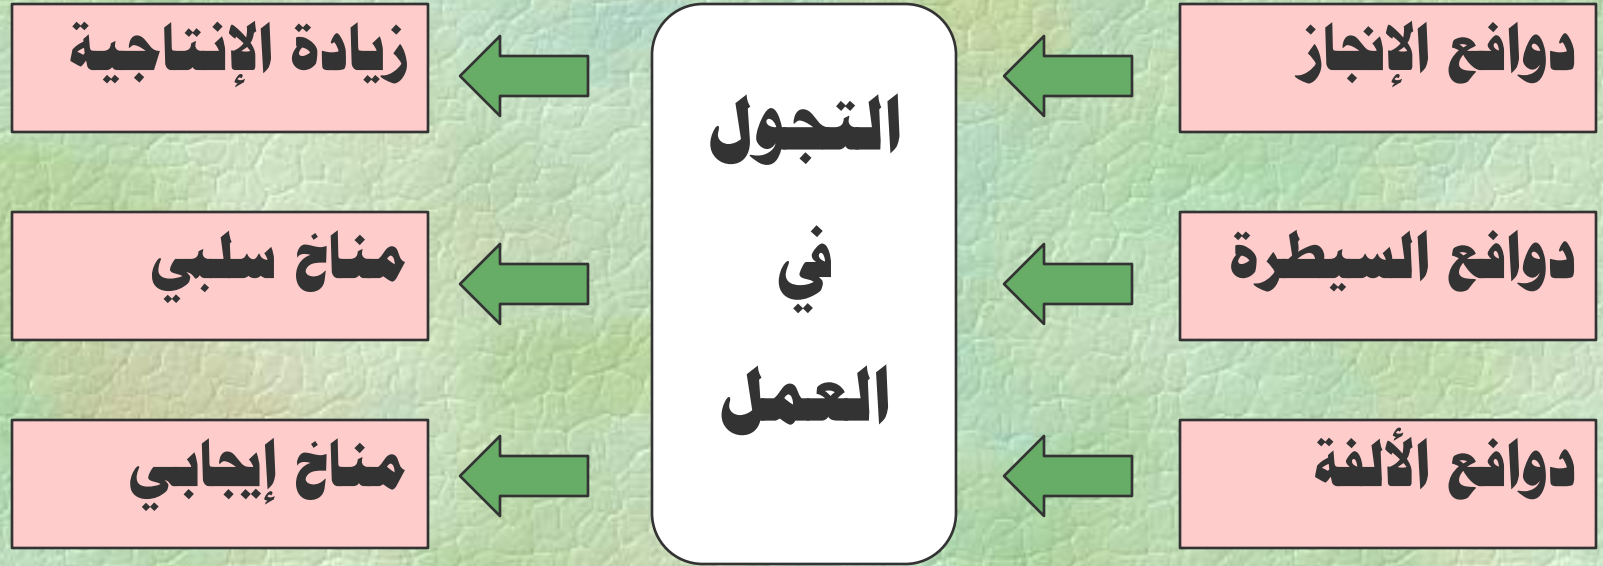 دوافع الإنجاز
دوافع السيطرة
دوافع الألفة
التجول
في
العمل
زيادة الإنتاجية
مناخ سلبي
مناخ إيجابي